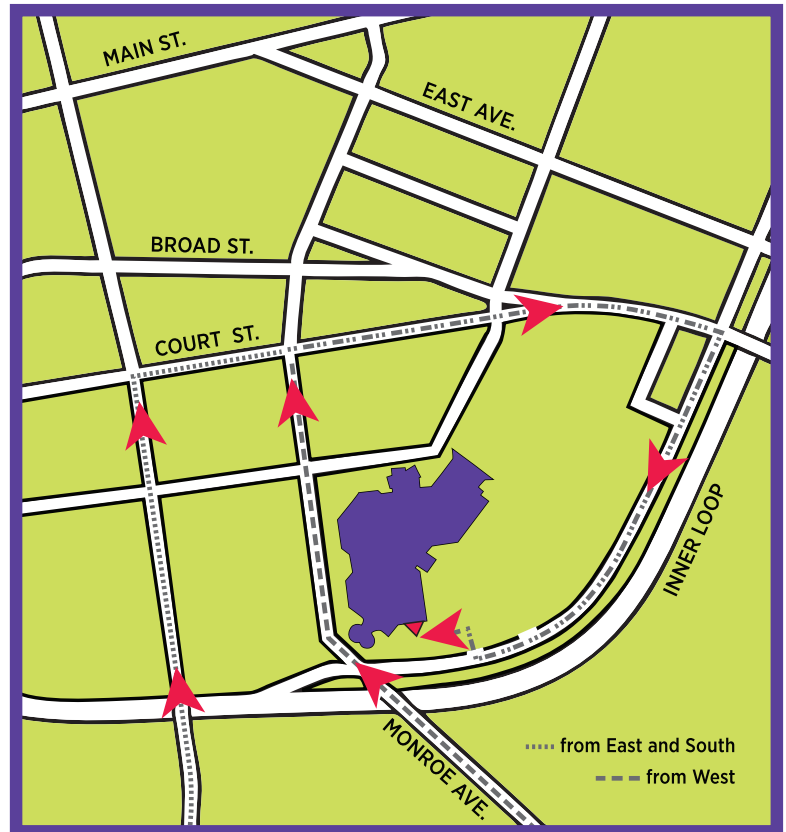 MAIN ST.
EAST AVE.
BROAD ST.
COURT ST.
INNER LOOP
MONROE AVE.
from East and South
from West